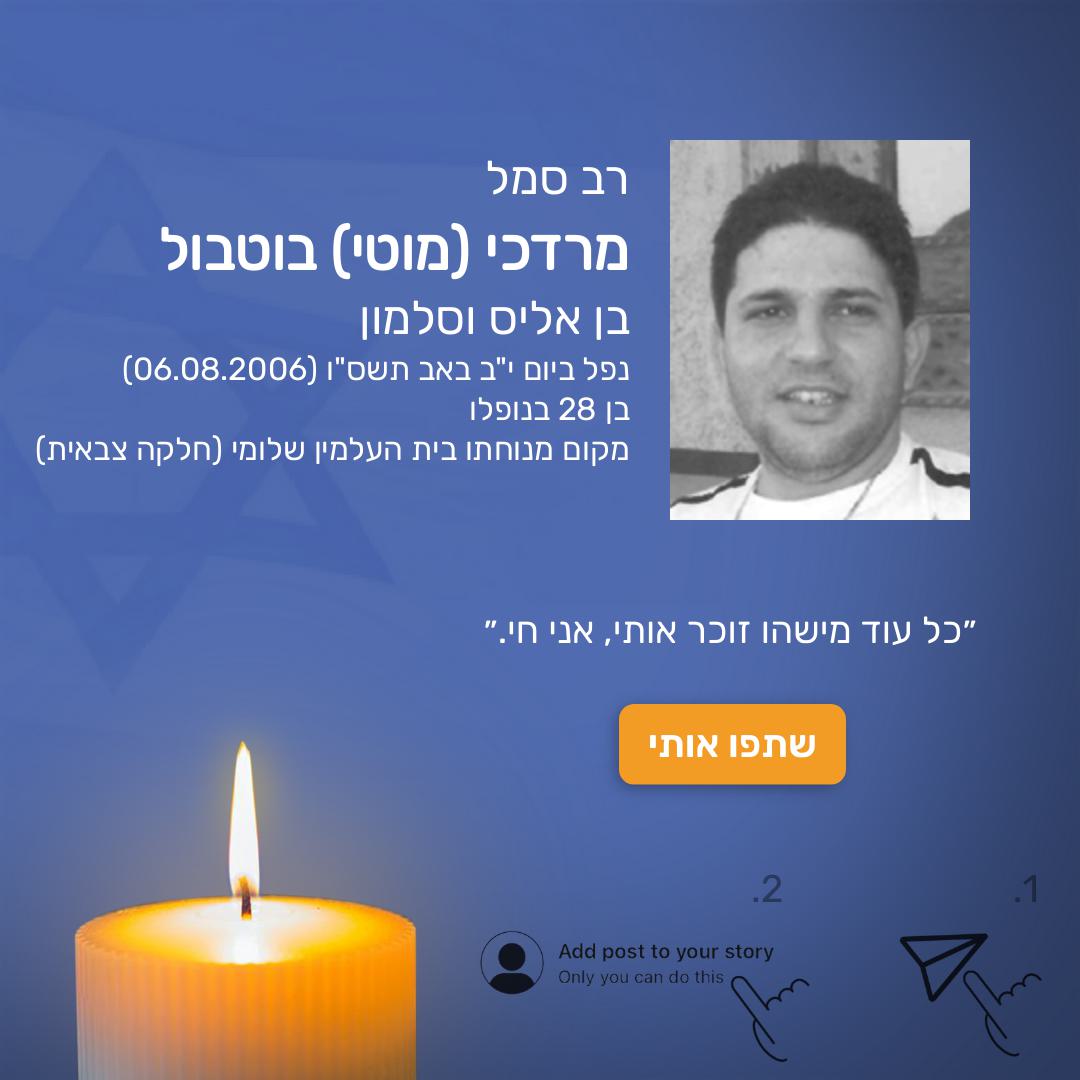 רב סמל
מרדכי (מוטי) בוטבול
בן אליס וסלמון
נפל ביום י"ב באב תשס"ו (06.08.2006)
בן 28 בנופלו
מקום מנוחתו בית העלמין שלומי (חלקה צבאית)
״כל עוד מישהו זוכר אותי, אני חי.״
שתפו אותי
1.
2.
Add post to your story
Only you can do this